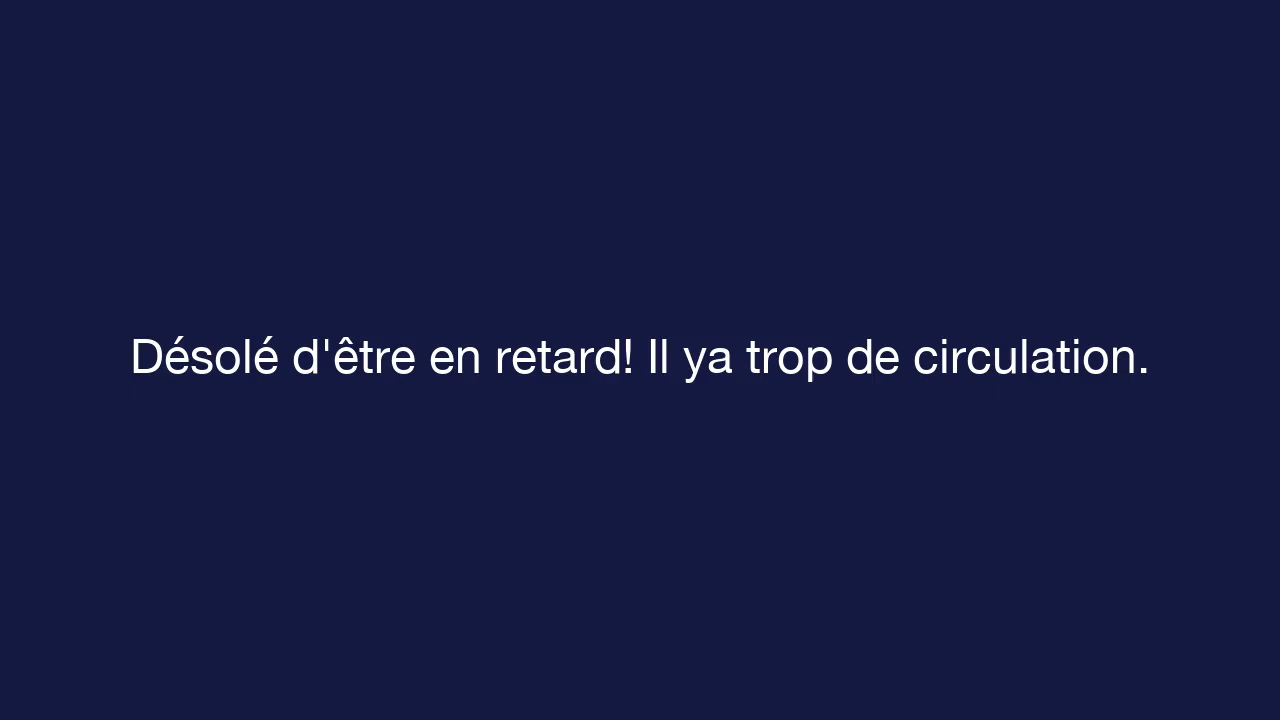 Désolé d'être en retard! Il ya trop de circulation.